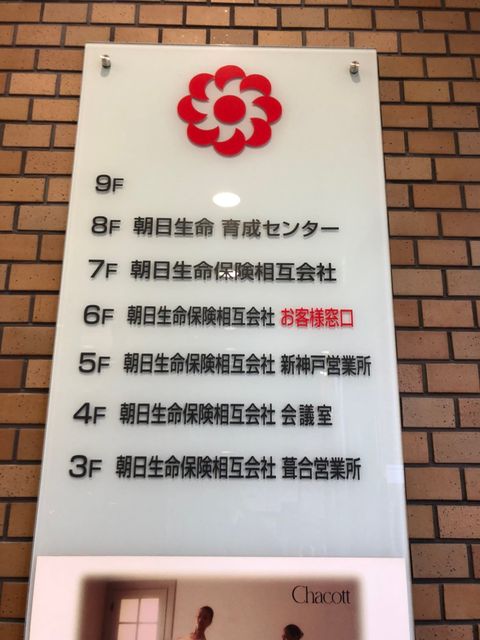 9F
8F 朝日生命 育成センター
7F 朝日生命保険相互会社
6F 朝日生命保険相互会社 お客様窓口
5F 朝日生命保険相互会社 新神戸営業所
4F 朝日生命保険相互会社 会議室
3F 朝日生命保険相互会社 葺合営業所
Chacott